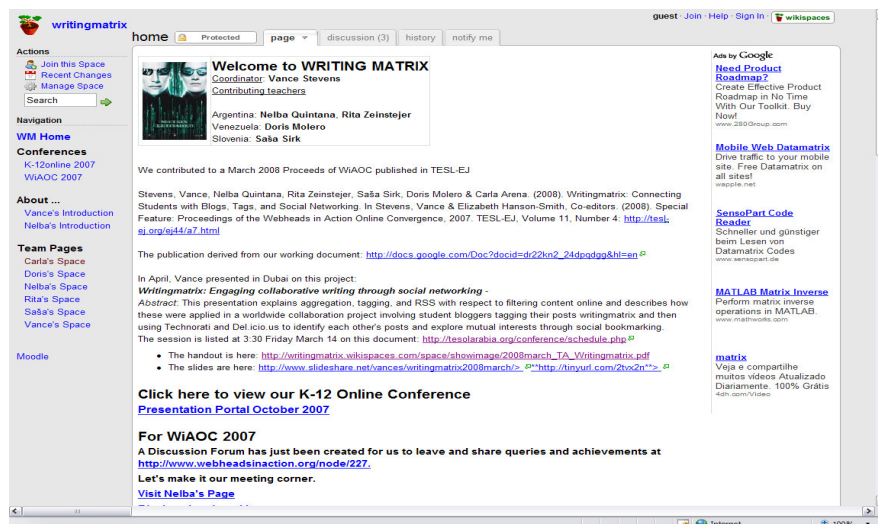 guest · Join · Help · Sign In · wikispaces
writingmatrix
home Protected page discussion (3) history notify me
Actions
Join this Space
Recent Changes
Manage Space
Search
Navigation
WM Home
Conferences
K-12online 2007
WiAOC 2007
About ...
Vance's Introduction
Nelba's Introduction
Team Pages
Carla's Space
Doris's Space
Nelba's Space
Rita's Space
Saša's Space
Vance's Space
Moodle
Welcome to WRITING MATRIX
Coordinator: Vance Stevens
Contributing teachers
Argentina: Nelba Quintana, Rita Zeinstejer
Venezuela: Doris Molero
Slovenia: Saša Sirk
We contributed to a March 2008 Proceeds of WiAOC published in TESL-EJ
Stevens, Vance, Nelba Quintana, Rita Zeinstejer, Saša Sirk, Doris Molero & Carla Arena. (2008). Writingmatrix: Connecting
Students with Blogs, Tags, and Social Networking. In Stevens, Vance & Elizabeth Hanson-Smith, Co-editors. (2008). Special
Feature: Proceedings of the Webheads in Action Online Convergence, 2007. TESL-EJ, Volume 11, Number 4: http://tesl-
ej.org/ej44/a7.html
The publication derived from our working document: http://docs.google.com/Doc?docid=dr22kn2_24dpqdgg&hl=en
In April, Vance presented in Dubai on this project:
Writingmatrix: Engaging collaborative writing through social networking -
Abstract: This presentation explains aggregation, tagging, and RSS with respect to filtering content online and describes how
these were applied in a worldwide collaboration project involving student bloggers tagging their posts writingmatrix and then
using Technorati and Del.icio.us to identify each other's posts and explore mutual interests through social bookmarking.
The session is listed at 3:30 Friday March 14 on this document: http://tesolarabia.org/conference/schedule.php
• The handout is here: http://writingmatrix.wikispaces.com/space/showimage/2008march_TA_Writingmatrix.pdf
• The slides are here: http://www.slideshare.net/vances/writingmatrix2008march/> **http://tinyurl.com/2tvx2n**>
Click here to view our K-12 Online Conference
Presentation Portal October 2007
For WiAOC 2007
A Discussion Forum has just been created for us to leave and share queries and achievements at
http://www.webheadsinaction.org/node/227.
Let's make it our meeting corner.
Visit Nelba's Page
Ads by Google
Need Product
Roadmap?
Create Effective Product
Roadmap in No Time
With Our Toolkit. Buy
Now!
www.280Group.com
Mobile Web Datamatrix
Drive traffic to your mobile
site. Free Datamatrix on
all sites!
wapple.net
SensoPart Code
Reader
Schneller und günstiger
beim Lesen von
Datamatrix Codes
www.sensopart.de
MATLAB Matrix Inverse
Perform matrix inverse
operations in MATLAB.
www.mathworks.com
matrix
Veja e compartilhe
muitos vídeos Atualizado
Diariamente. 100% Grátis
4dh.com/Video
Internet
100%